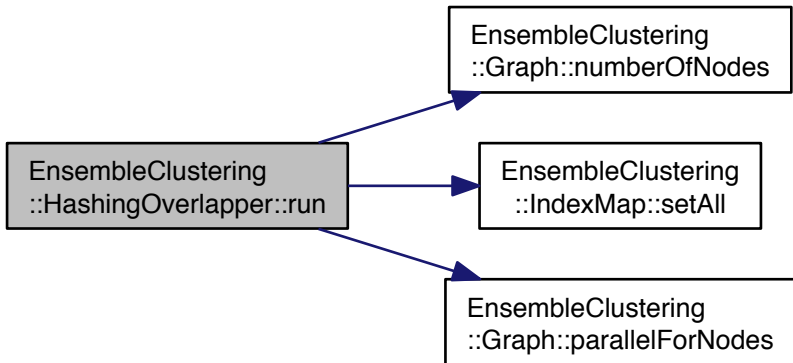 EnsembleClustering
::Graph::numberOfNodes
EnsembleClustering
::HashingOverlapper::run
EnsembleClustering
::IndexMap::setAll
EnsembleClustering
::Graph::parallelForNodes